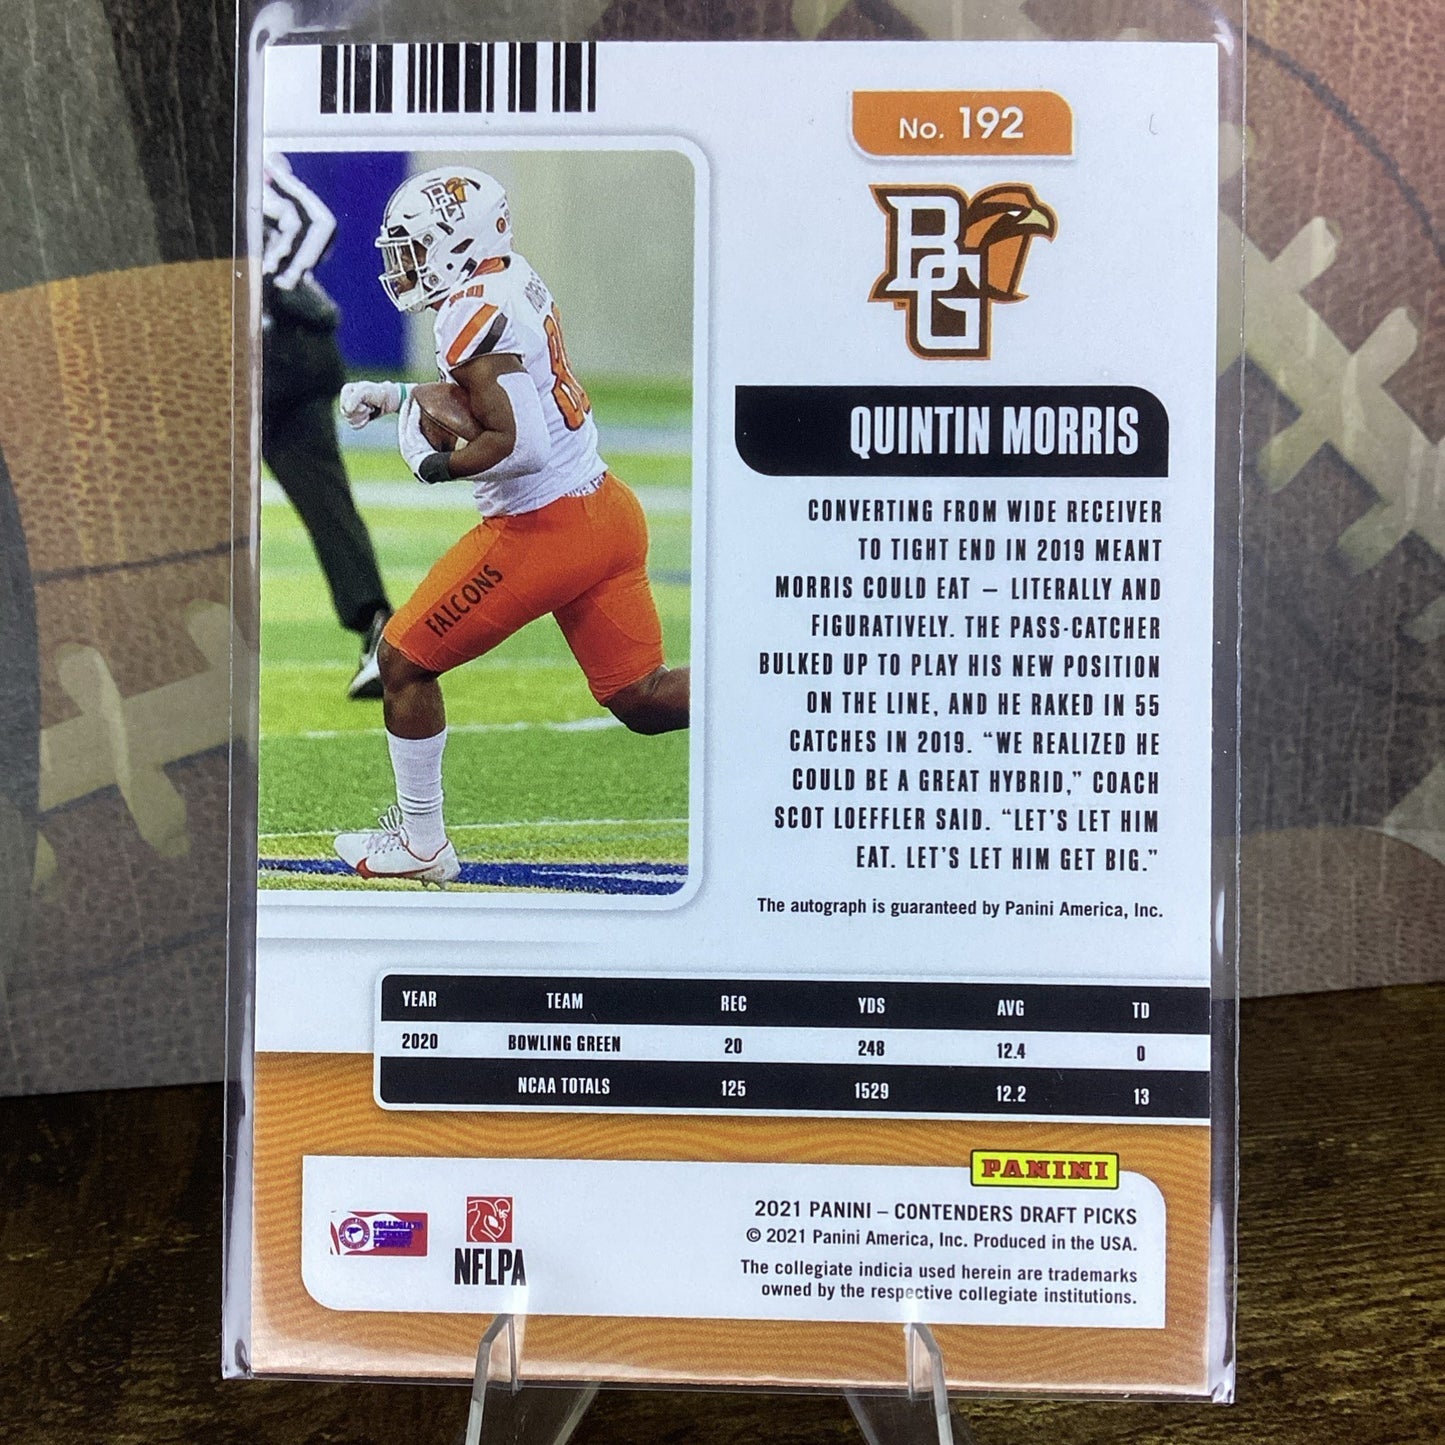 No. 192
BG
QUINTIN MORRIS
CONVERTING FROM WIDE RECEIVER
TO TIGHT END IN 2019 MEANT
MORRIS COULD EAT – LITERALLY AND
FIGURATIVELY. THE PASS-CATCHER
BULKED UP TO PLAY HIS NEW POSITION
ON THE LINE, AND HE RAKED IN 55
CATCHES IN 2019. “WE REALIZED HE
COULD BE A GREAT HYBRID,” COACH
SCOT LOEFFLER SAID. “LET’S LET HIM
EAT. LET’S LET HIM GET BIG.”
The autograph is guaranteed by Panini America, Inc.
FALCONS
YEAR TEAM REC YDS AVG TD
2020 BOWLING GREEN 20 248 12.4 0
NCAA TOTALS 125 1529 12.2 13
PANINI
COLLEGIATE
LICENSED
PRODUCT
NFLPA
2021 PANINI – CONTENDERS DRAFT PICKS
© 2021 Panini America, Inc. Produced in the USA.
The collegiate indicia used herein are trademarks
owned by the respective collegiate institutions.